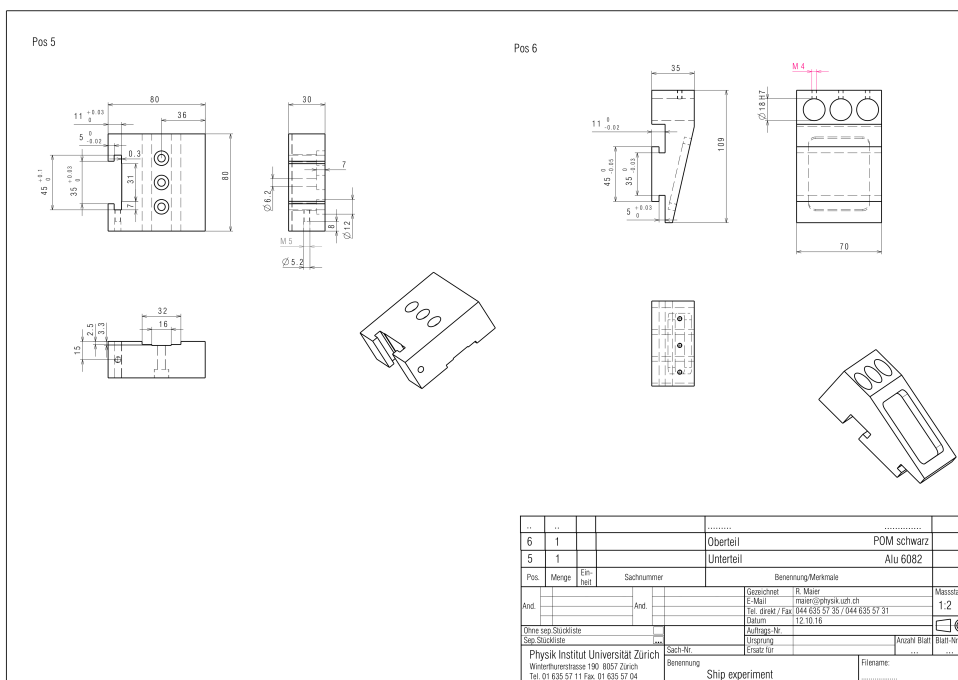 Pos 5
Pos 6
80
11 +0.03 0
36
5 0 -0.02
0.3
45 +0.1 0
35 +0.03 0
31
7
80
30
7
Ø6.2
8
Ø12
M 5
Ø5.2
32
16
2.5
3.3
15
35
11 0 -0.02
45 0 -0.05
35 0 -0.03
5 +0.03 0
109
M 4
Ø18H7
70
.. .. ......... ..............
6 1 Oberteil POM schwarz
5 1 Unterteil Alu 6082
Pos. Menge Ein-heit Sachnummer Benennung/Merkmale
And. And. Gezeichnet R. Maier
E-Mail maier@physik.uzh.ch
Tel. direkt / Fax 044 635 57 35 / 044 635 57 31
Datum 12.10.16
Masssta
1:2
Ohne sep.Stückliste Auftrags-Nr.
Sep.Stückliste ... Ursprung Anzahl Blatt Blatt-Nr
Sach-Nr. Ersatz für ... ...
Physik Institut Universität Zürich
Winterthurerstrasse 190 8057 Zürich
Tel. 01 635 57 11 Fax. 01 635 57 04
Benennung
Ship experiment
Filename:
..............